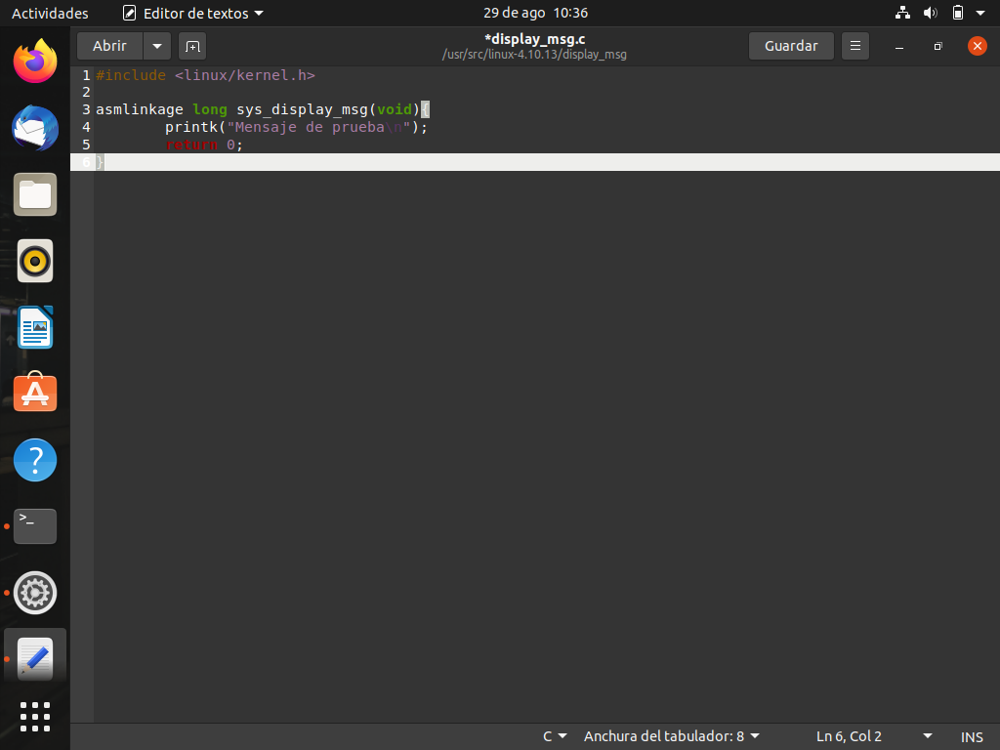 Actividades Editor de textos 29 de ago 10:36
Abrir *display_msg.c Guardar
/usr/src/linux-4.10.13/display_msg
1 #include <linux/kernel.h>
2
3 asmlinkage long sys_display_msg(void){
4 printk("Mensaje de prueba\n");
5 return 0;
6 }
>_
?
C Anchura del tabulador: 8 Ln 6, Col 2 INS